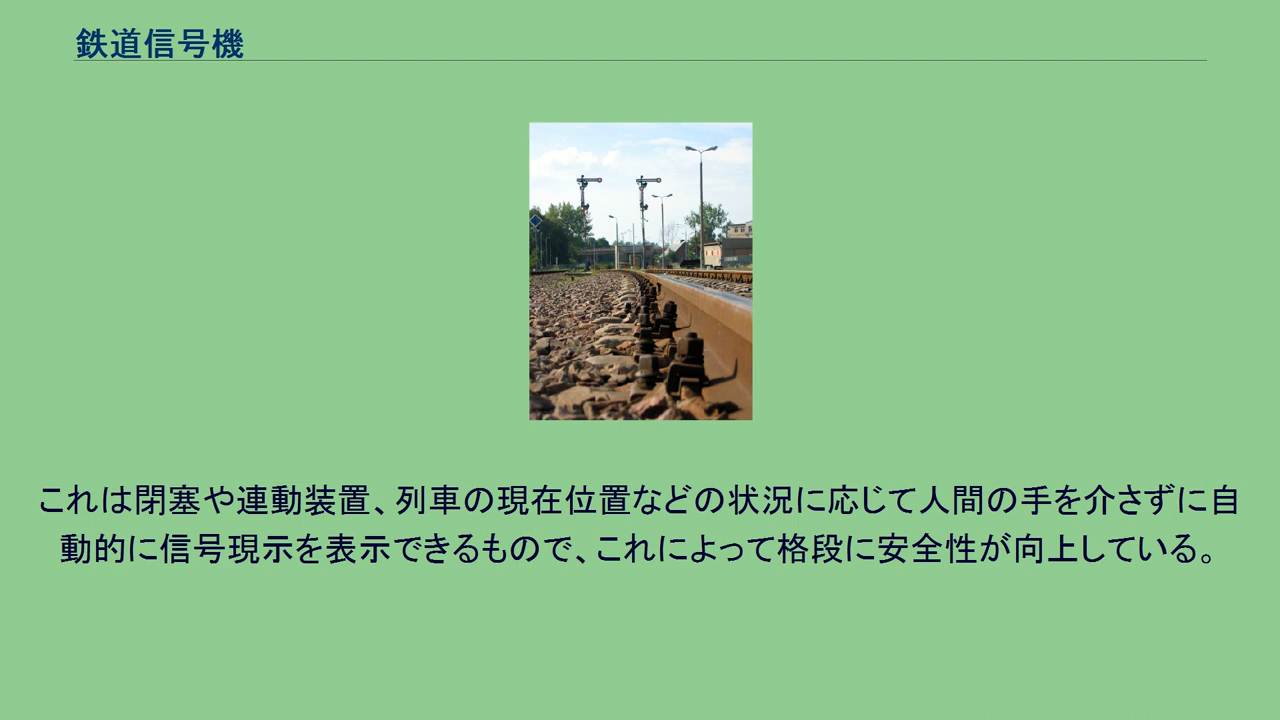 鉄道信号機
これは閉塞や連動装置、列車の現在位置などの状況に応じて人間の手を介さずに自
動的に信号現示を表示できるもので、これによって格段に安全性が向上している。